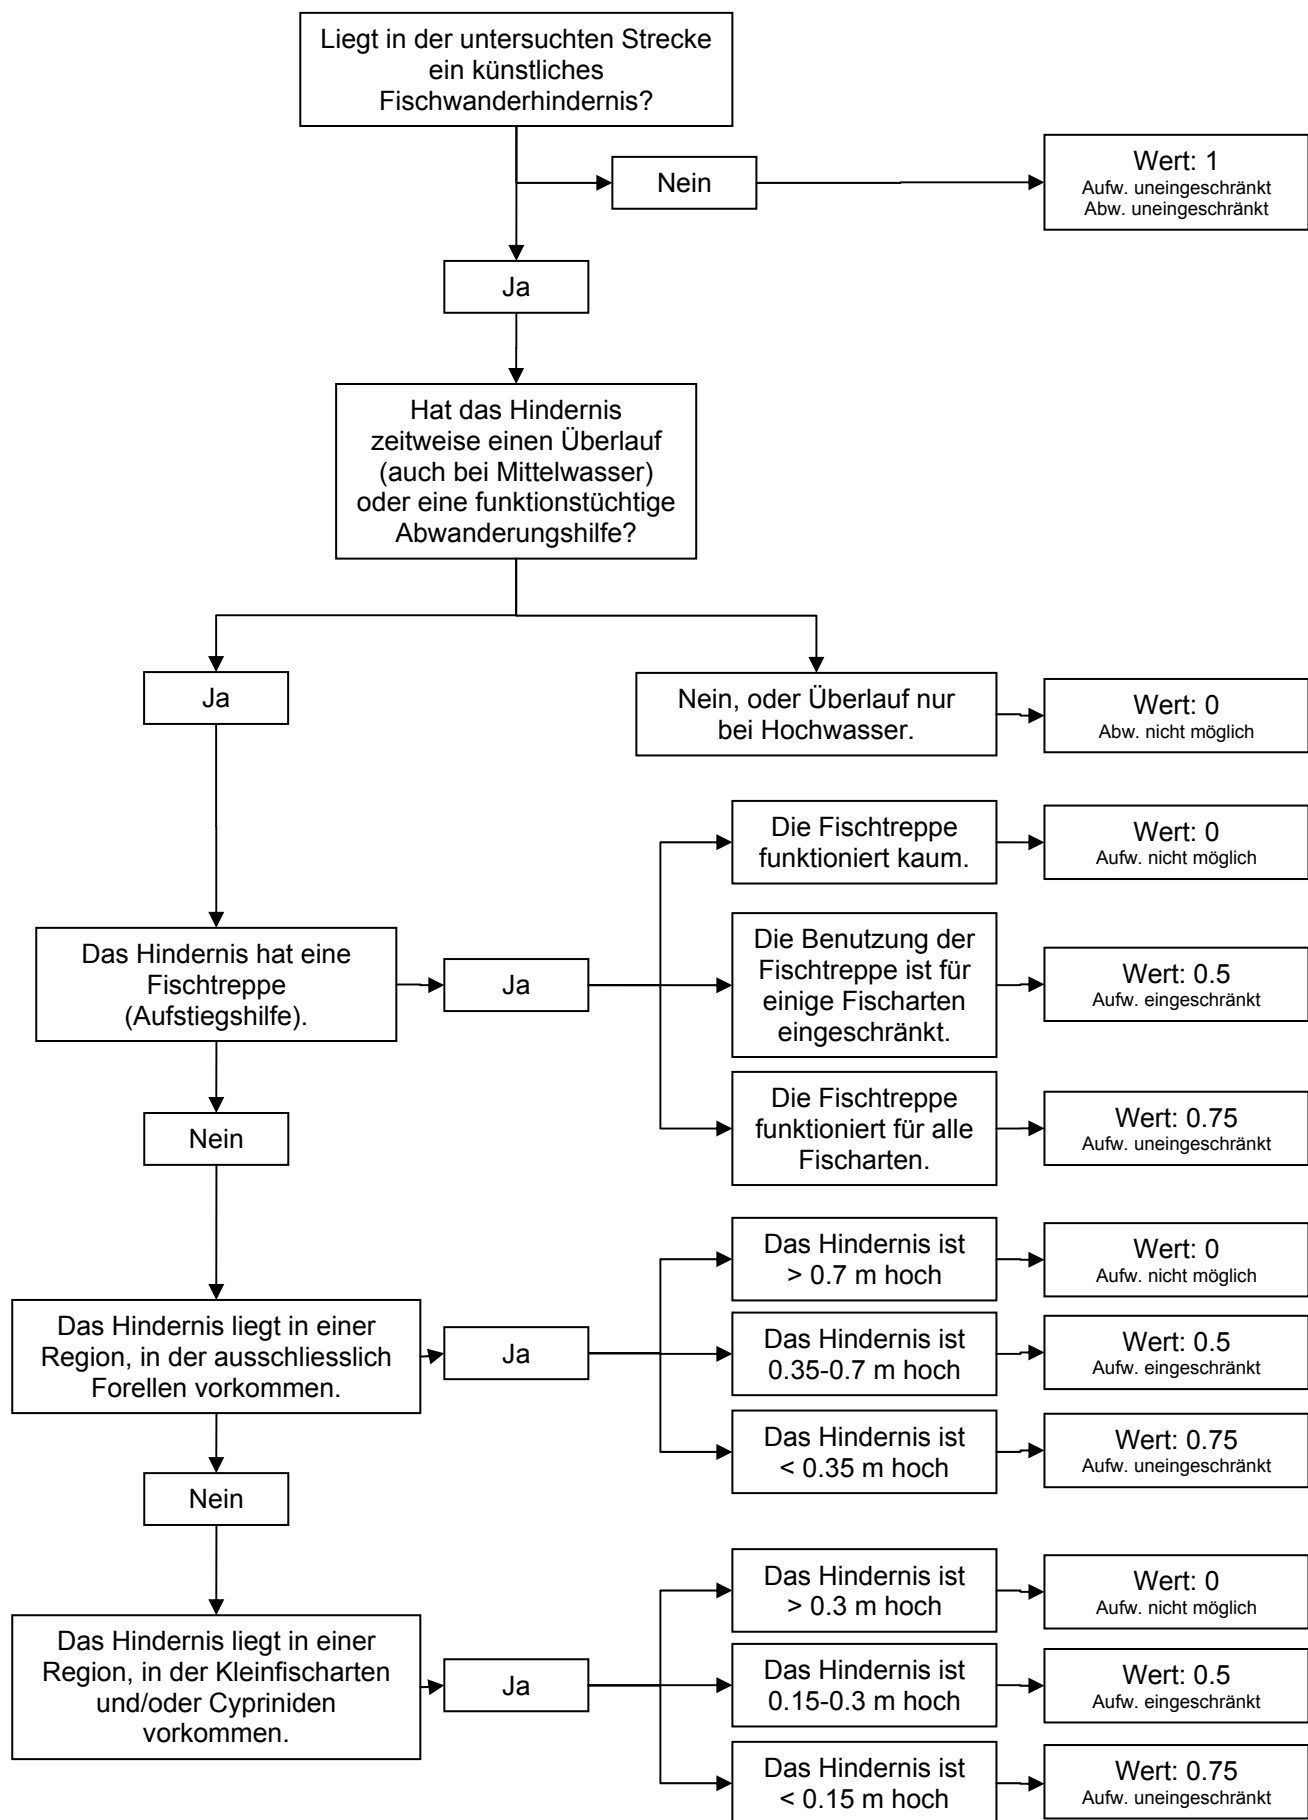 Liegt in der untersuchten Strecke
ein künstliches
Fischwanderhindernis?
Nein
Wert: 1
Aufw. uneingeschränkt
Abw. uneingeschränkt
Ja
Hat das Hindernis
zeitweise einen Überlauf
(auch bei Mittelwasser)
oder eine funktionstüchtige
Abwanderungshilfe?
Ja
Nein, oder Überlauf nur
bei Hochwasser.
Wert: 0
Abw. nicht möglich
Die Fischtreppe
funktioniert kaum.
Wert: 0
Aufw. nicht möglich
Das Hindernis hat eine
Fischtreppe
(Aufstiegshilfe).
Ja
Die Benutzung der
Fischtreppe ist für
einige Fischarten
eingeschränkt.
Wert: 0.5
Aufw. eingeschränkt
Nein
Die Fischtreppe
funktioniert für alle
Fischarten.
Wert: 0.75
Aufw. uneingeschränkt
Das Hindernis ist
> 0.7 m hoch
Wert: 0
Aufw. nicht möglich
Das Hindernis liegt in einer
Region, in der ausschliesslich
Forellen vorkommen.
Ja
Das Hindernis ist
0.35-0.7 m hoch
Wert: 0.5
Aufw. eingeschränkt
Das Hindernis ist
< 0.35 m hoch
Wert: 0.75
Aufw. uneingeschränkt
Nein
Das Hindernis ist
> 0.3 m hoch
Wert: 0
Aufw. nicht möglich
Das Hindernis liegt in einer
Region, in der Kleinfischarten
und/oder Cypriniden
vorkommen.
Ja
Das Hindernis ist
0.15-0.3 m hoch
Wert: 0.5
Aufw. eingeschränkt
Das Hindernis ist
< 0.15 m hoch
Wert: 0.75
Aufw. uneingeschränkt